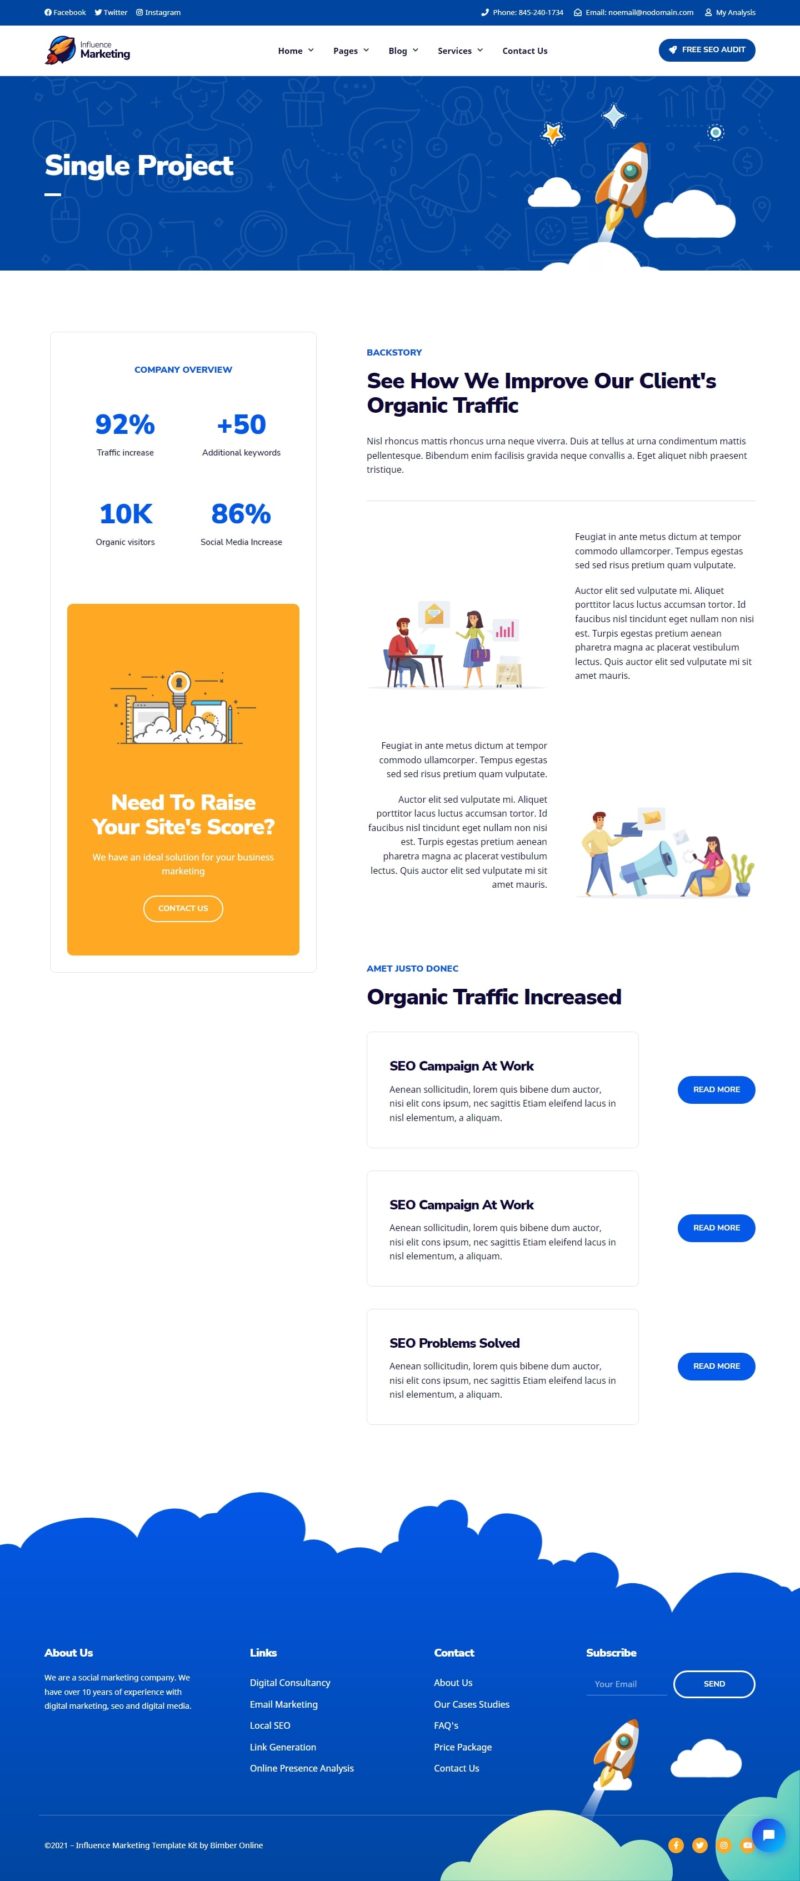 Facebook Twitter Instagram
Phone: 845-240-1734 Email: noemail@nodomain.com My Analysis
Influence
Marketing
Home Pages Blog Services Contact Us
FREE SEO AUDIT
Single Project
COMPANY OVERVIEW
92% +50
Traffic increase Additional keywords
10K 86%
Organic visitors Social Media Increase
Need To Raise
Your Site's Score?
We have an ideal solution for your business
marketing
CONTACT US
BACKSTORY
See How We Improve Our Client's
Organic Traffic
Nisl rhoncus mattis rhoncus urna neque viverra. Duis at tellus at urna condimentum mattis
pellentesque. Bibendum enim facilisis gravida neque convallis a. Eget aliquet nibh praesent
tristique.
Feugiat in ante metus dictum at tempor
commodo ullamcorper. Tempus egestas
sed sed risus pretium quam vulputate.
Auctor elit sed vulputate mi. Aliquet
porttitor lacus luctus accumsan tortor. Id
faucibus nisl tincidunt eget nullam non nisi
est. Turpis egestas pretium aenean
pharetra magna ac placerat vestibulum
lectus. Quis auctor elit sed vulputate mi sit
amet mauris.
Feugiat in ante metus dictum at tempor
commodo ullamcorper. Tempus egestas
sed sed risus pretium quam vulputate.
Auctor elit sed vulputate mi. Aliquet
porttitor lacus luctus accumsan tortor. Id
faucibus nisl tincidunt eget nullam non nisi
est. Turpis egestas pretium aenean
pharetra magna ac placerat vestibulum
lectus. Quis auctor elit sed vulputate mi sit
amet mauris.
AMET JUSTO DONEC
Organic Traffic Increased
SEO Campaign At Work
Aenean sollicitudin, lorem quis bibene dum auctor,
nisi elit cons ipsum, nec sagittis Etiam eleifend lacus in
nisl elementum, a aliquam.
READ MORE
SEO Campaign At Work
Aenean sollicitudin, lorem quis bibene dum auctor,
nisi elit cons ipsum, nec sagittis Etiam eleifend lacus in
nisl elementum, a aliquam.
READ MORE
SEO Problems Solved
Aenean sollicitudin, lorem quis bibene dum auctor,
nisi elit cons ipsum, nec sagittis Etiam eleifend lacus in
nisl elementum, a aliquam.
READ MORE
About Us
We are a social marketing company. We
have over 10 years of experience with
digital marketing, seo and digital media.
Links
Digital Consultancy
Email Marketing
Local SEO
Link Generation
Online Presence Analysis
Contact
About Us
Our Cases Studies
FAQ's
Price Package
Contact Us
Subscribe
Your Email SEND
©2021 – Influence Marketing Template Kit by Bimber Online